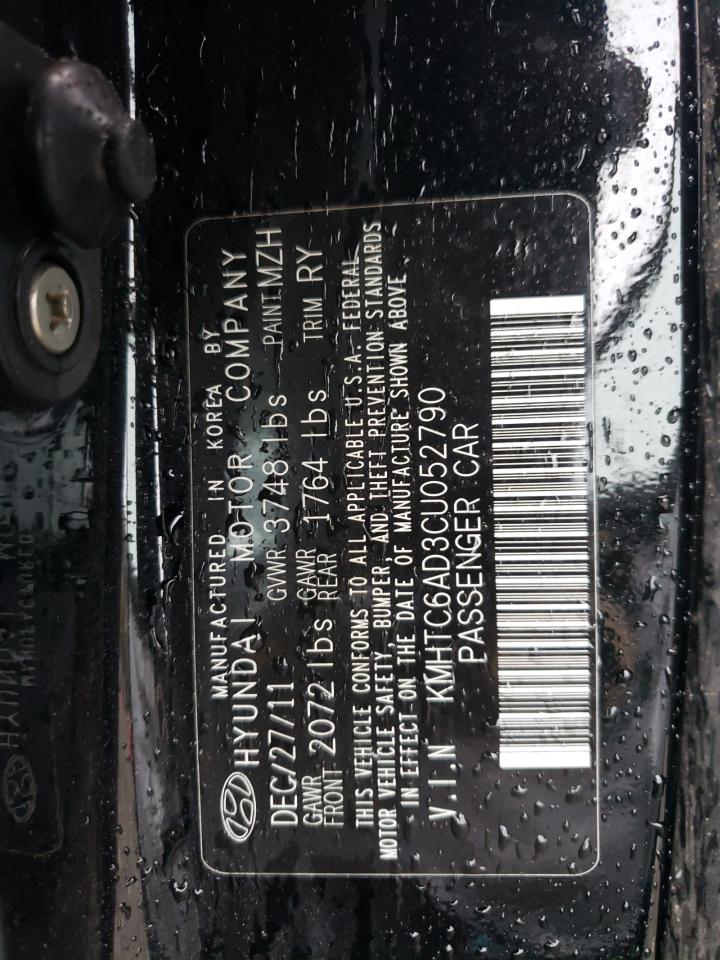 MANUFACTURED IN KOREA BY
HYUNDAI MOTOR COMPANY
DEC/27/11 GVWR 3748 lbs PAINT MZH
GAWR FRONT 2072 lbs GAWR REAR 1764 lbs TRIM RY
THIS VEHICLE CONFORMS TO ALL APPLICABLE U.S.A. FEDERAL
MOTOR VEHICLE SAFETY, BUMPER, AND THEFT PREVENTION STANDARDS
IN EFFECT ON THE DATE OF MANUFACTURE SHOWN ABOVE.
V.I.N KMHTC6AD3CU052790
PASSENGER CAR